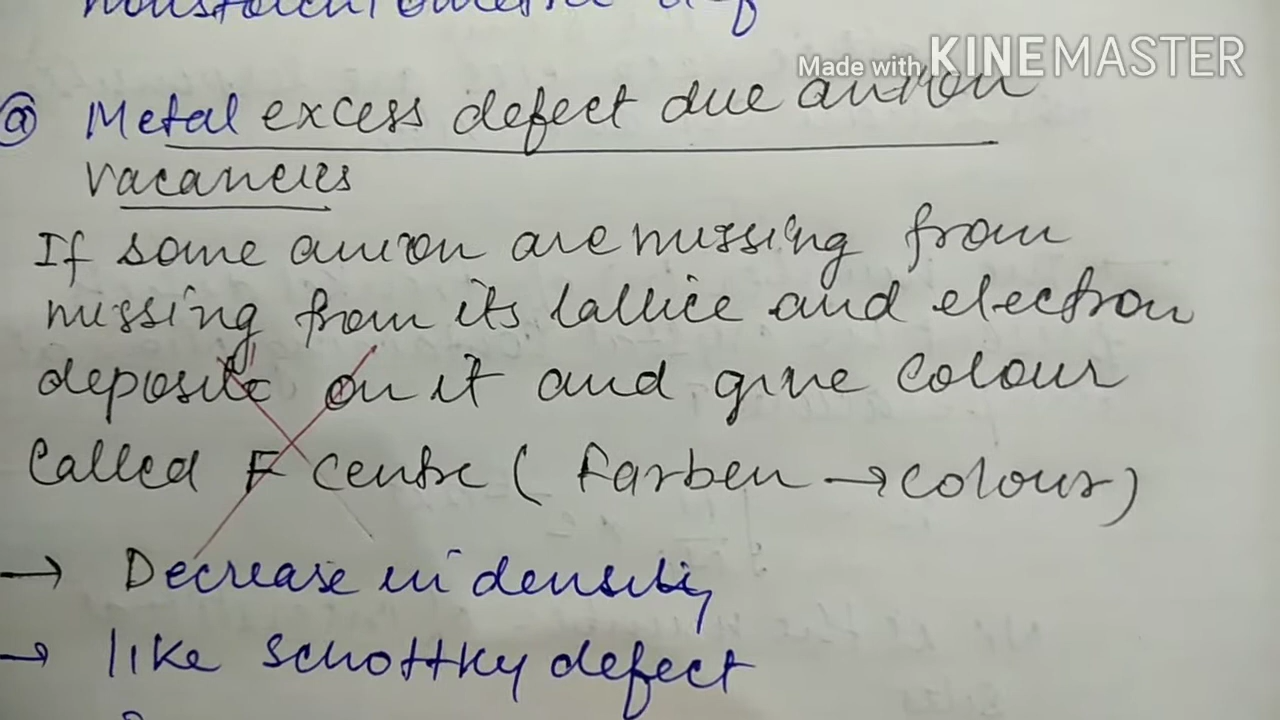 Made with KINEMASTER
@ Metal excess defect due anion
vacancies
If some anion are missing from
missing from its lattice and electron
deposite on it and give colour
Called F centre ( Farben → colour)
→ Decrease in density
→ like schottky defect